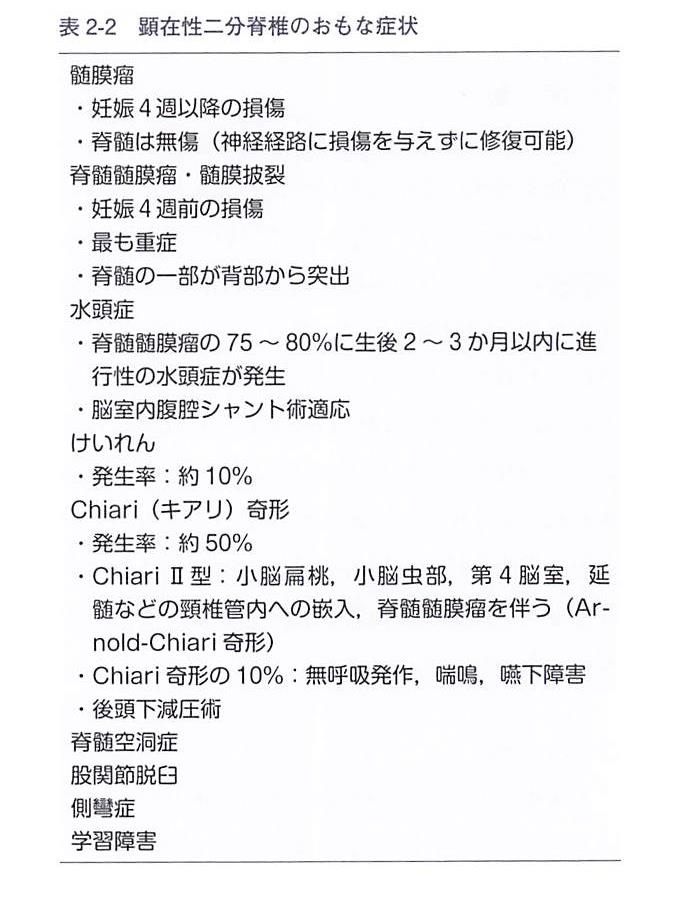 表 2-2　顕在性二分脊椎のおもな症状
髄膜瘤
・妊娠 4 週以降の損傷
・脊髄は無傷（神経経路に損傷を与えずに修復可能）
脊髄髄膜瘤・髄膜披裂
・妊娠 4 週前の損傷
・最も重症
・脊髄の一部が背部から突出
水頭症
・脊髄髄膜瘤の 75 〜 80%に生後 2 〜 3 か月以内に進
行性の水頭症が発生
・脳室内腹腔シャント術適応
けいれん
・発生率：約 10%
Chiari（キアリ）奇形
・発生率：約 50%
・Chiari Ⅱ 型：小脳扁桃，小脳虫部，第 4 脳室，延
髄などの頸椎管内への嵌入，脊髄髄膜瘤を伴う（Ar-
nold-Chiari 奇形）
・Chiari 奇形の 10%：無呼吸発作，喘鳴，嚥下障害
・後頭下減圧術
脊髄空洞症
股関節脱臼
側彎症
学習障害